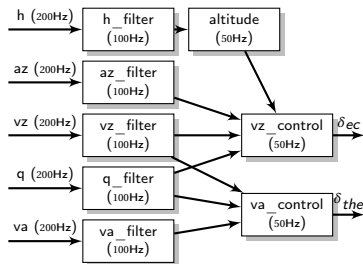 h (200Hz)
h_filter
(100Hz)
altitude
(50Hz)
az (200Hz)
az_filter
(100Hz)
vz (200Hz)
vz_filter
(100Hz)
vz_control
(50Hz)
δec
q (200Hz)
q_filter
(100Hz)
va_control
(50Hz)
δthe
va (200Hz)
va_filter
(100Hz)